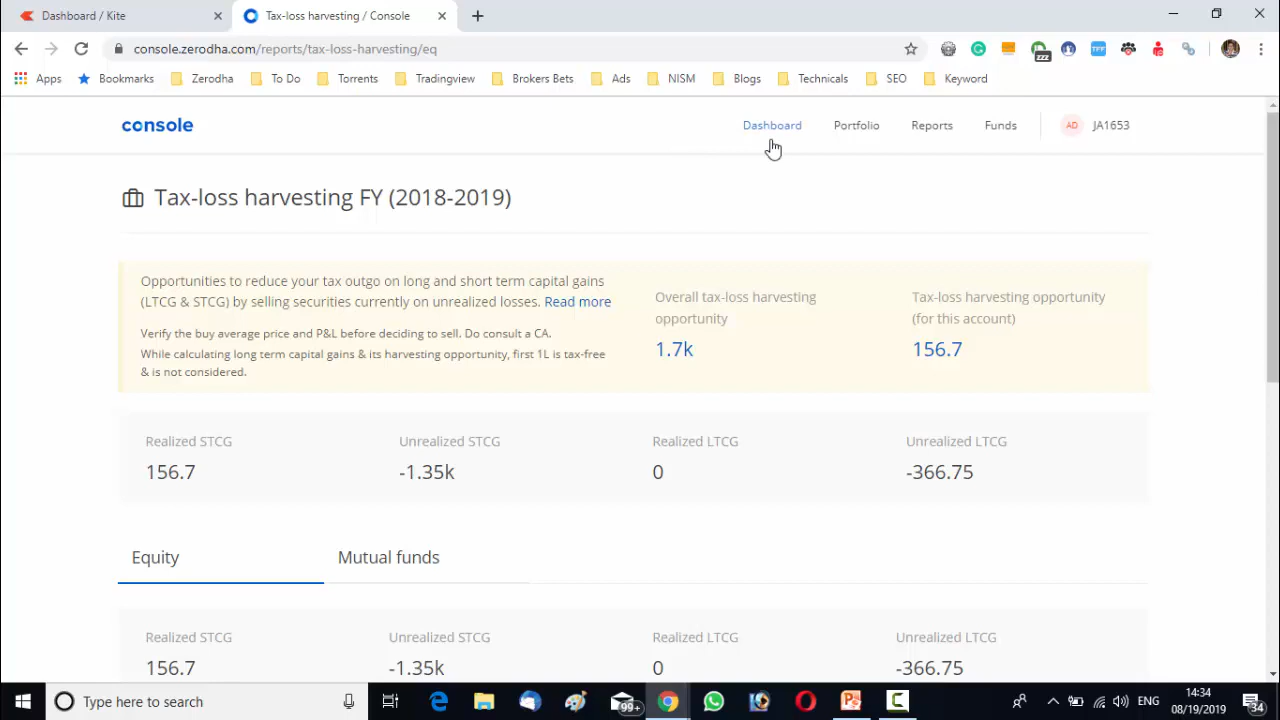 Dashboard / Kite
Tax-loss harvesting / Console
console.zerodha.com/reports/tax-loss-harvesting/eq
zzz
TFF
Apps
Bookmarks
Zerodha
To Do
Torrents
Tradingview
Brokers Bets
Ads
NISM
Blogs
Technicals
SEO
Keyword
console
Dashboard
Portfolio
Reports
Funds
AD
JA1653
Tax-loss harvesting FY (2018-2019)
Opportunities to reduce your tax outgo on long and short term capital gains
(LTCG & STCG) by selling securities currently on unrealized losses. Read more
Verify the buy average price and P&L before deciding to sell. Do consult a CA.
While calculating long term capital gains & its harvesting opportunity, first 1L is tax-free
& is not considered.
Overall tax-loss harvesting
opportunity
1.7k
Tax-loss harvesting opportunity
(for this account)
156.7
Realized STCG
Unrealized STCG
Realized LTCG
Unrealized LTCG
156.7
-1.35k
0
-366.75
Equity
Mutual funds
Realized STCG
Unrealized STCG
Realized LTCG
Unrealized LTCG
156.7
-1.35k
0
-366.75
Type here to search
99+
ENG
14:34
08/19/2019
34